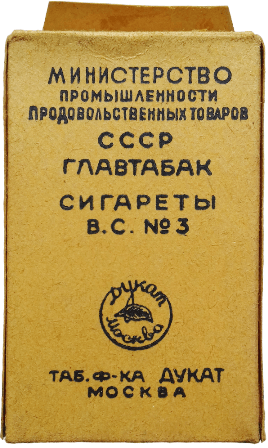 МИНИСТЕРСТВО
ПРОМЫШЛЕННОСТИ
ПРОДОВОЛЬСТВЕННЫХ ТОВАРОВ
СССР
ГЛАВТАБАК
СИГАРЕТЫ
В.С. №3
Дукат
Москва
ТАБ. Ф-КА ДУКАТ
МОСКВА